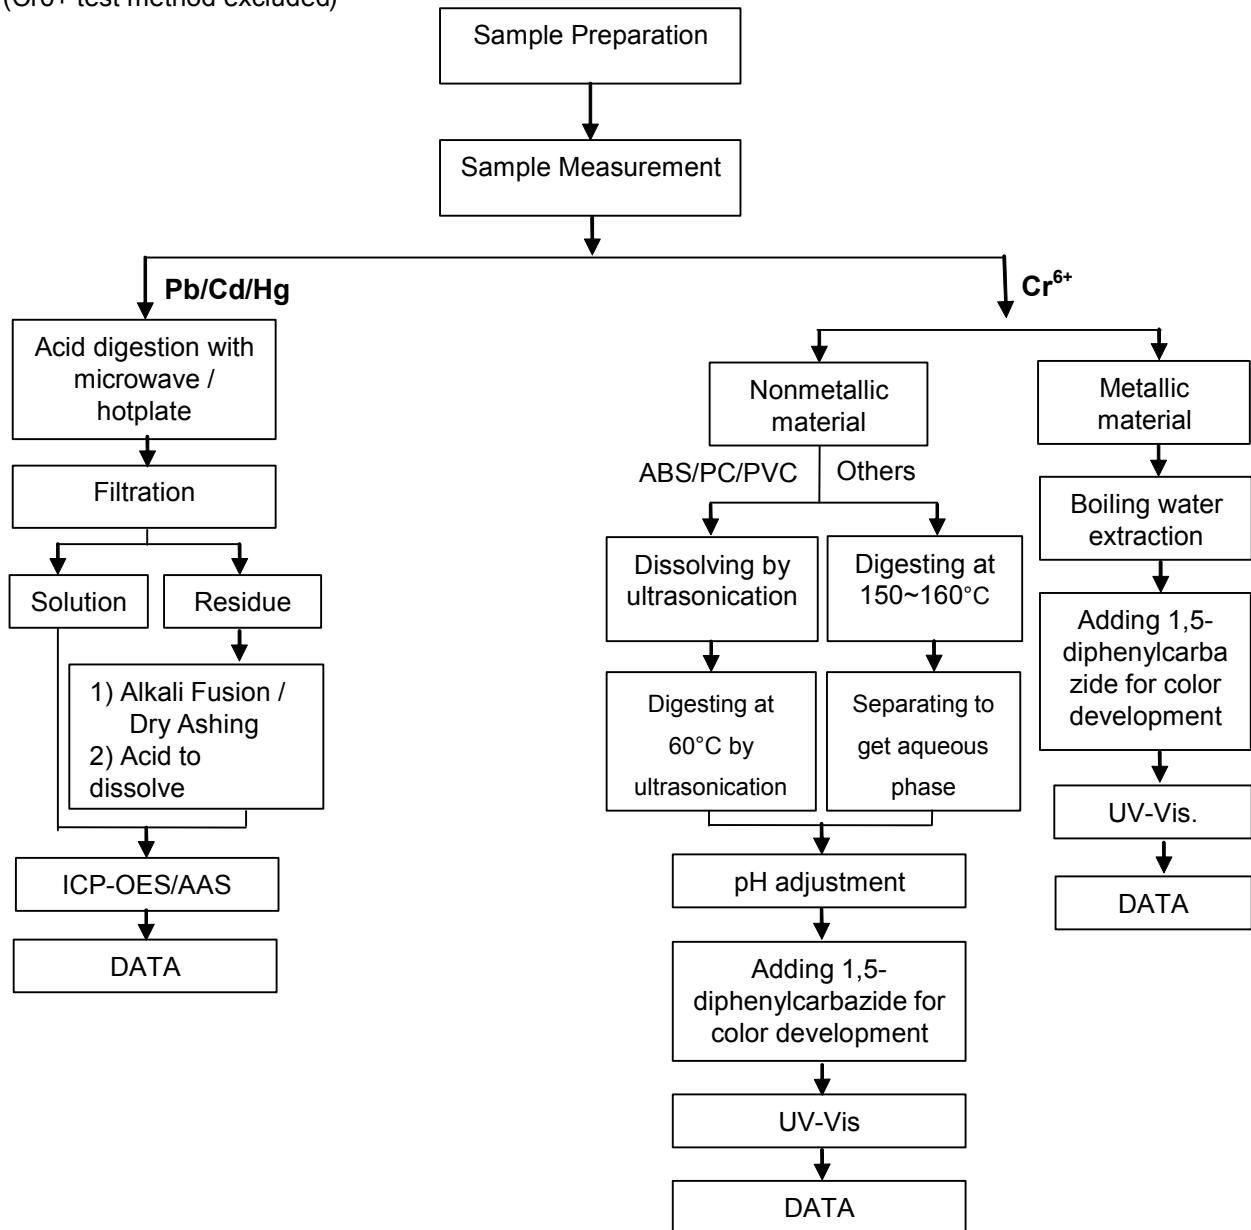 (Cr6+ test method excluded)
Sample Preparation
Sample Measurement
Pb/Cd/Hg
Acid digestion with
microwave /
hotplate
Filtration
Solution
Residue
1) Alkali Fusion /
Dry Ashing
2) Acid to
dissolve
ICP-OES/AAS
DATA
Cr⁶⁺
Nonmetallic
material
ABS/PC/PVC
Others
Dissolving by
ultrasonication
Digesting at
150~160°C
Digesting at
60°C by
ultrasonication
Separating to
get aqueous
phase
pH adjustment
Adding 1,5-
diphenylcarbazide for
color development
UV-Vis
DATA
Metallic
material
Boiling water
extraction
Adding 1,5-
diphenylcarba
zide for color
development
UV-Vis.
DATA